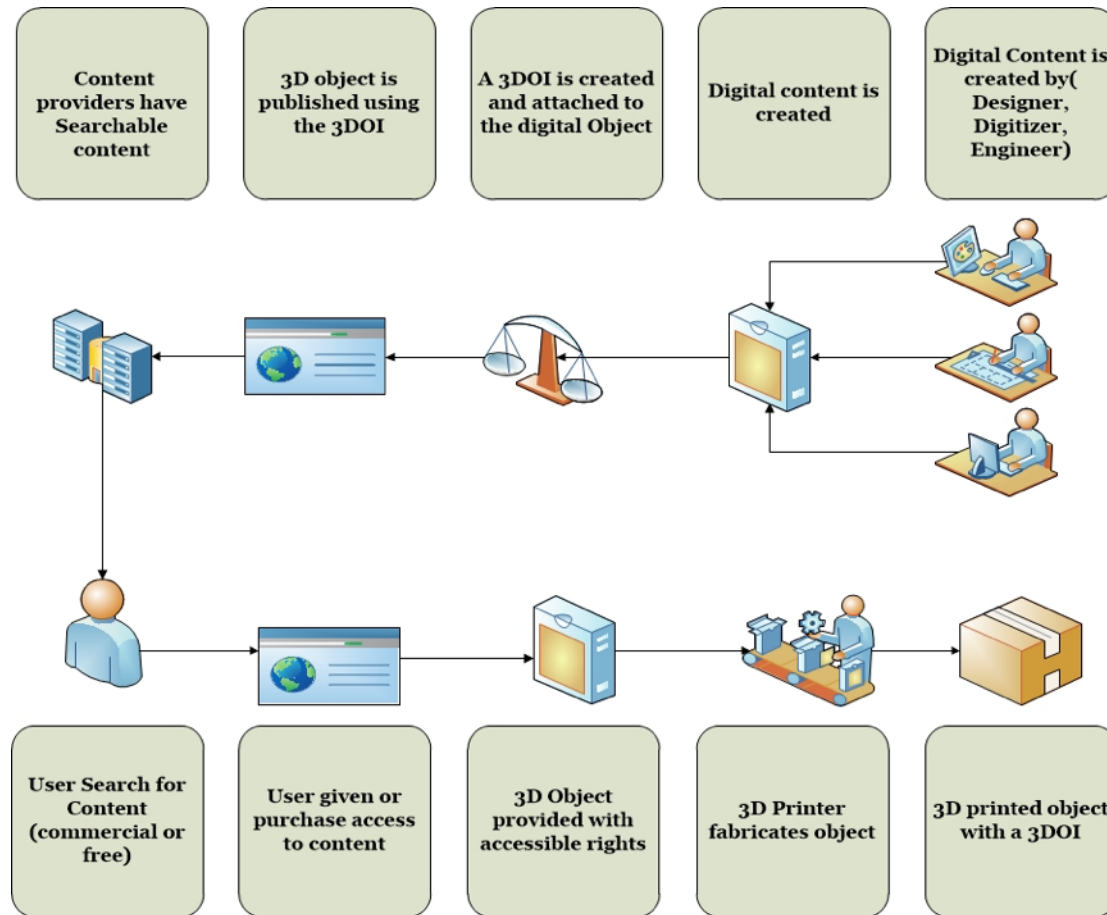 Content
providers have
Searchable
content
3D object is
published using
the 3DOI
A 3DOI is created
and attached to
the digital Object
Digital content is
created
Digital Content is
created by(
Designer,
Digitizer,
Engineer)
User Search for
Content
(commercial or
free)
User given or
purchase access
to content
3D Object
provided with
accessible rights
3D Printer
fabricates object
3D printed object
with a 3DOI